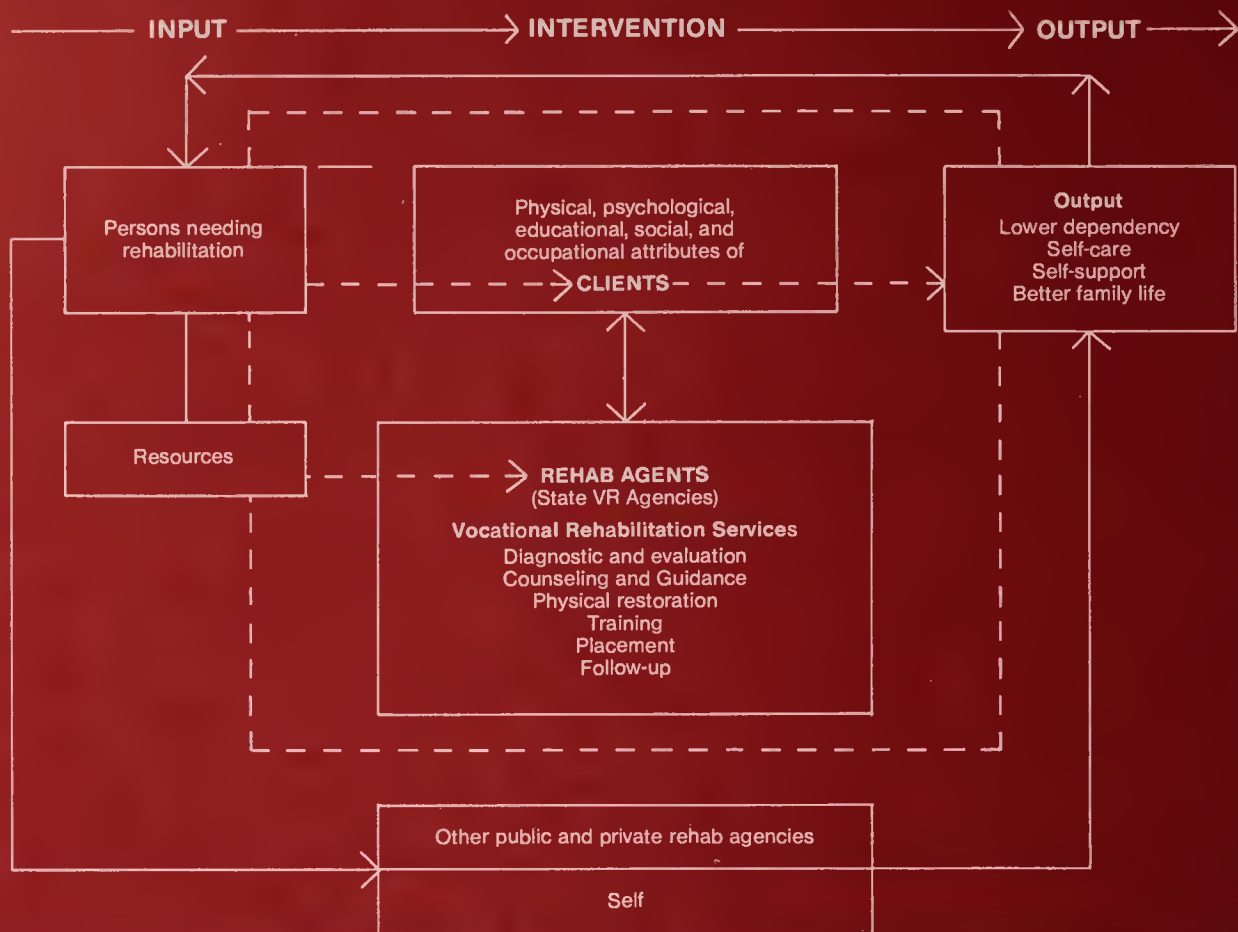 INPUT INTERVENTION OUTPUT
Persons needing
rehabilitation
Physical, psychological,
educational, social, and
occupational attributes of
CLIENTS
Output
Lower dependency
Self-care
Self-support
Better family life
Resources
REHAB AGENTS
(State VR Agencies)
Vocational Rehabilitation Services
Diagnostic and evaluation
Counseling and Guidance
Physical restoration
Training
Placement
Follow-up
Other public and private rehab agencies
Self